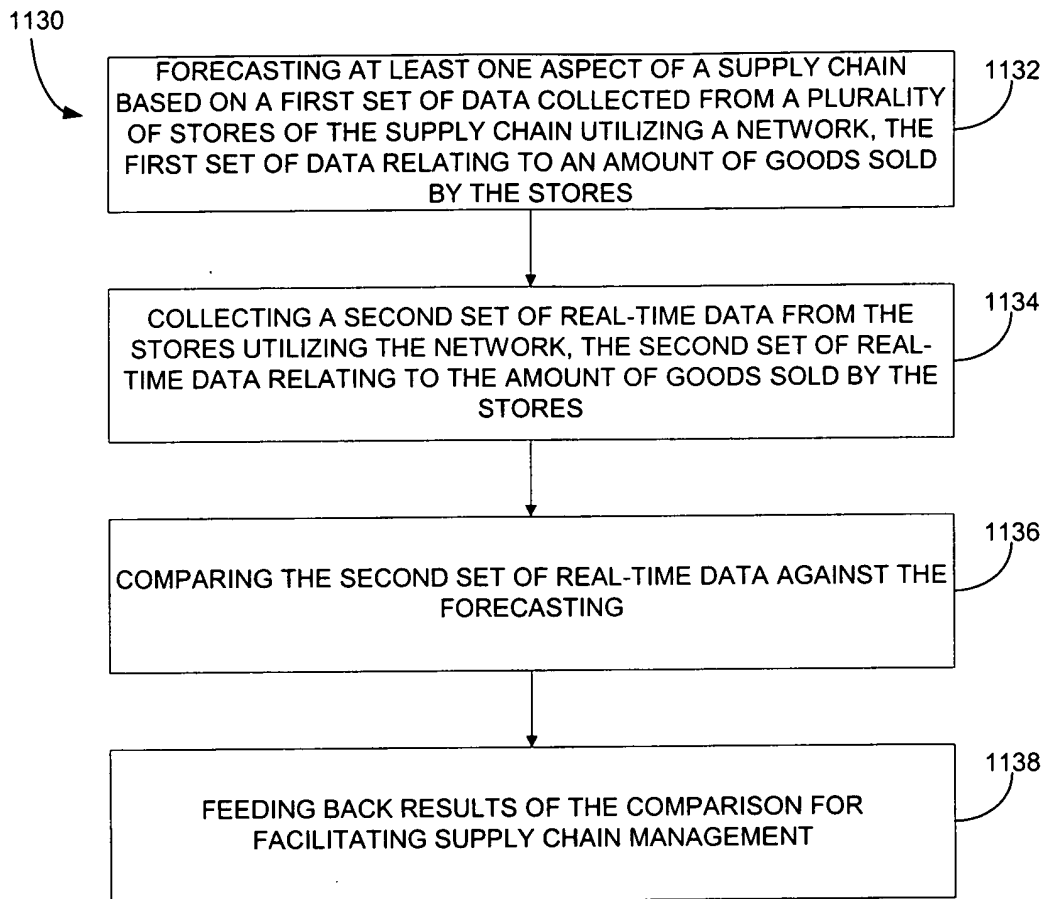 1130
FORECASTING AT LEAST ONE ASPECT OF A SUPPLY CHAIN
BASED ON A FIRST SET OF DATA COLLECTED FROM A PLURALITY
OF STORES OF THE SUPPLY CHAIN UTILIZING A NETWORK, THE
FIRST SET OF DATA RELATING TO AN AMOUNT OF GOODS SOLD
BY THE STORES
1132
COLLECTING A SECOND SET OF REAL-TIME DATA FROM THE
STORES UTILIZING THE NETWORK, THE SECOND SET OF REAL-
TIME DATA RELATING TO THE AMOUNT OF GOODS SOLD BY THE
STORES
1134
COMPARING THE SECOND SET OF REAL-TIME DATA AGAINST THE
FORECASTING
1136
FEEDING BACK RESULTS OF THE COMPARISON FOR
FACILITATING SUPPLY CHAIN MANAGEMENT
1138